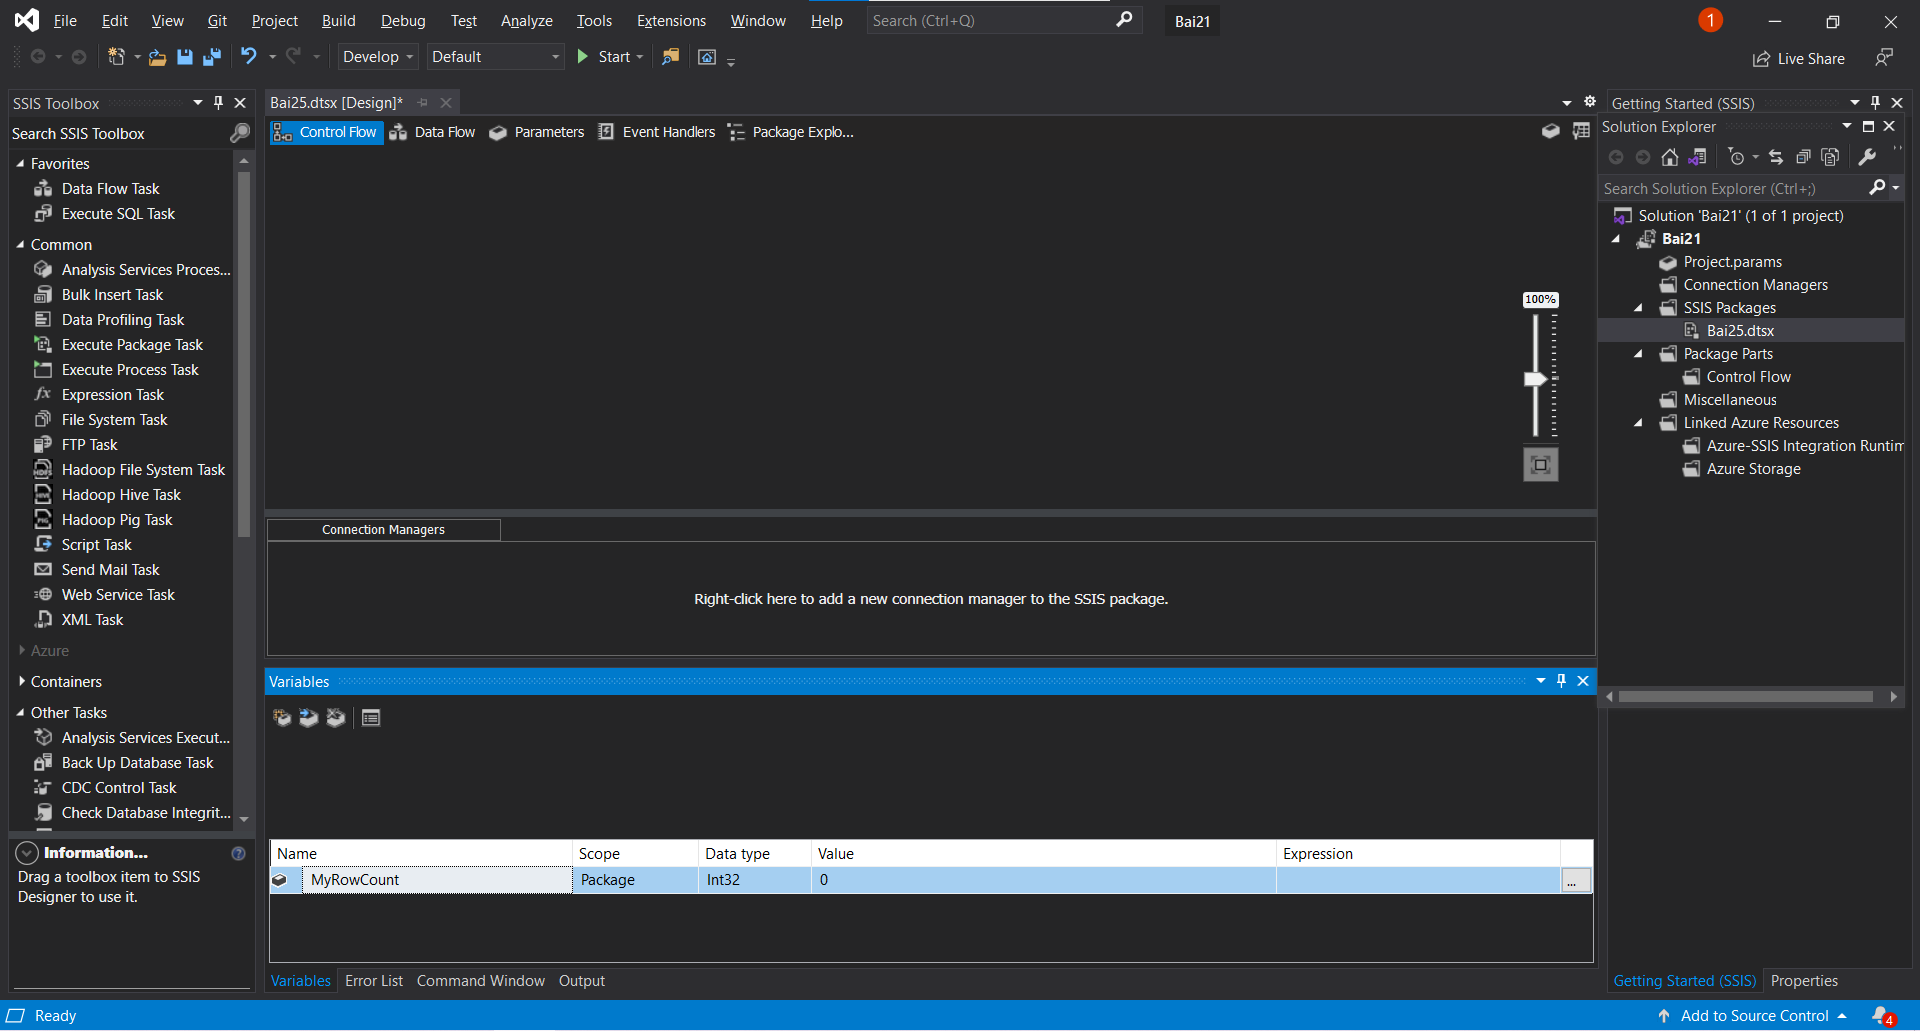 File Edit View Git Project Build Debug Test Analyze Tools Extensions Window Help Search (Ctrl+Q) Bai21 1
Develop Default Start Live Share
SSIS Toolbox
Search SSIS Toolbox
Favorites
Data Flow Task
Execute SQL Task
Common
Analysis Services Proces...
Bulk Insert Task
Data Profiling Task
Execute Package Task
Execute Process Task
Expression Task
File System Task
FTP Task
Hadoop File System Task
Hadoop Hive Task
Hadoop Pig Task
Script Task
Send Mail Task
Web Service Task
XML Task
Azure
Containers
Other Tasks
Analysis Services Execut...
Back Up Database Task
CDC Control Task
Check Database Integrit...
Information...
Drag a toolbox item to SSIS
Designer to use it.
Bai25.dtsx [Design]*
Control Flow Data Flow Parameters Event Handlers Package Explo...
100%
Connection Managers
Right-click here to add a new connection manager to the SSIS package.
Variables
Name Scope Data type Value Expression
MyRowCount Package Int32 0 ...
Variables Error List Command Window Output
Getting Started (SSIS)
Solution Explorer
Search Solution Explorer (Ctrl+;)
Solution 'Bai21' (1 of 1 project)
Bai21
Project.params
Connection Managers
SSIS Packages
Bai25.dtsx
Package Parts
Control Flow
Miscellaneous
Linked Azure Resources
Azure-SSIS Integration Runtim
Azure Storage
Getting Started (SSIS) Properties
Ready Add to Source Control 4